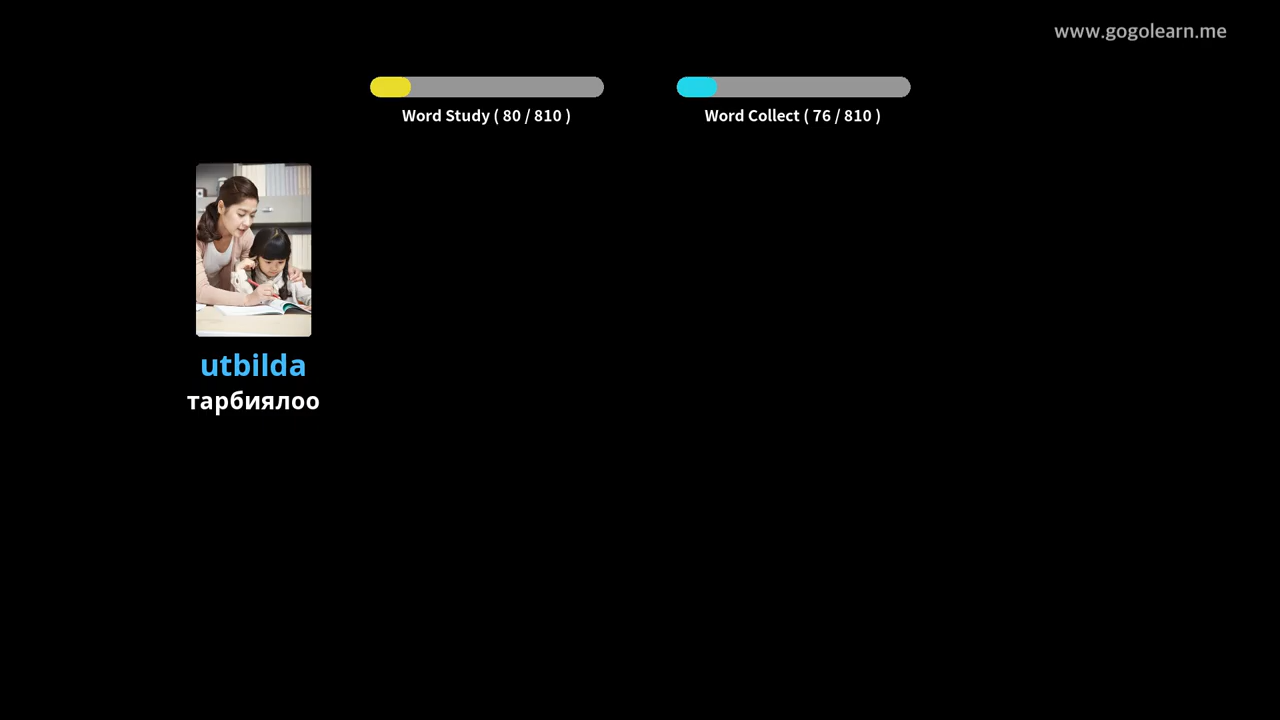 www.gogolearn.me
Word Study ( 80 / 810 )
Word Collect ( 76 / 810 )
utbilda
тарбиялоо